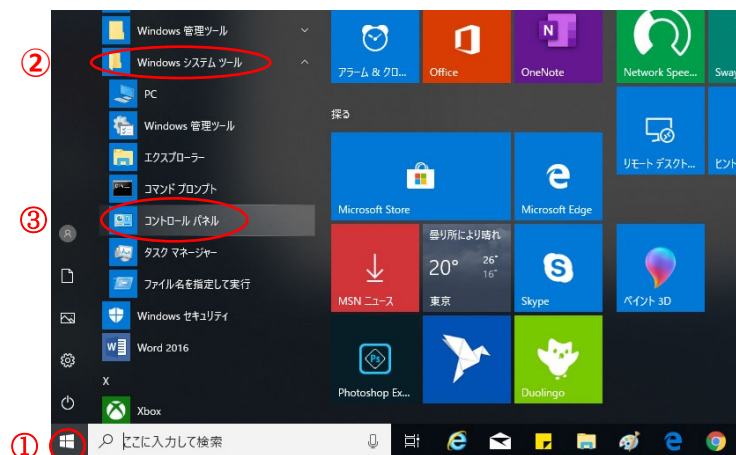 Windows 管理ツール
② Windows システム ツール
PC
Windows 管理ツール
エクスプローラー
コマンド プロンプト
③ コントロール パネル
タスク マネージャー
ファイル名を指定して実行
Windows セキュリティ
W Word 2016
X
Xbox
① ここに入力して検索
アラーム & クロ...
Office
N
OneNote
Network Spee...
Sway
探る
リモート デスクト...
ヒント
Microsoft Store
Microsoft Edge
MSN ニュース
曇り所により晴れ
20° 26°
16°
東京
S
Skype
ペイント 3D
Ps
Photoshop Ex...
Duolingo